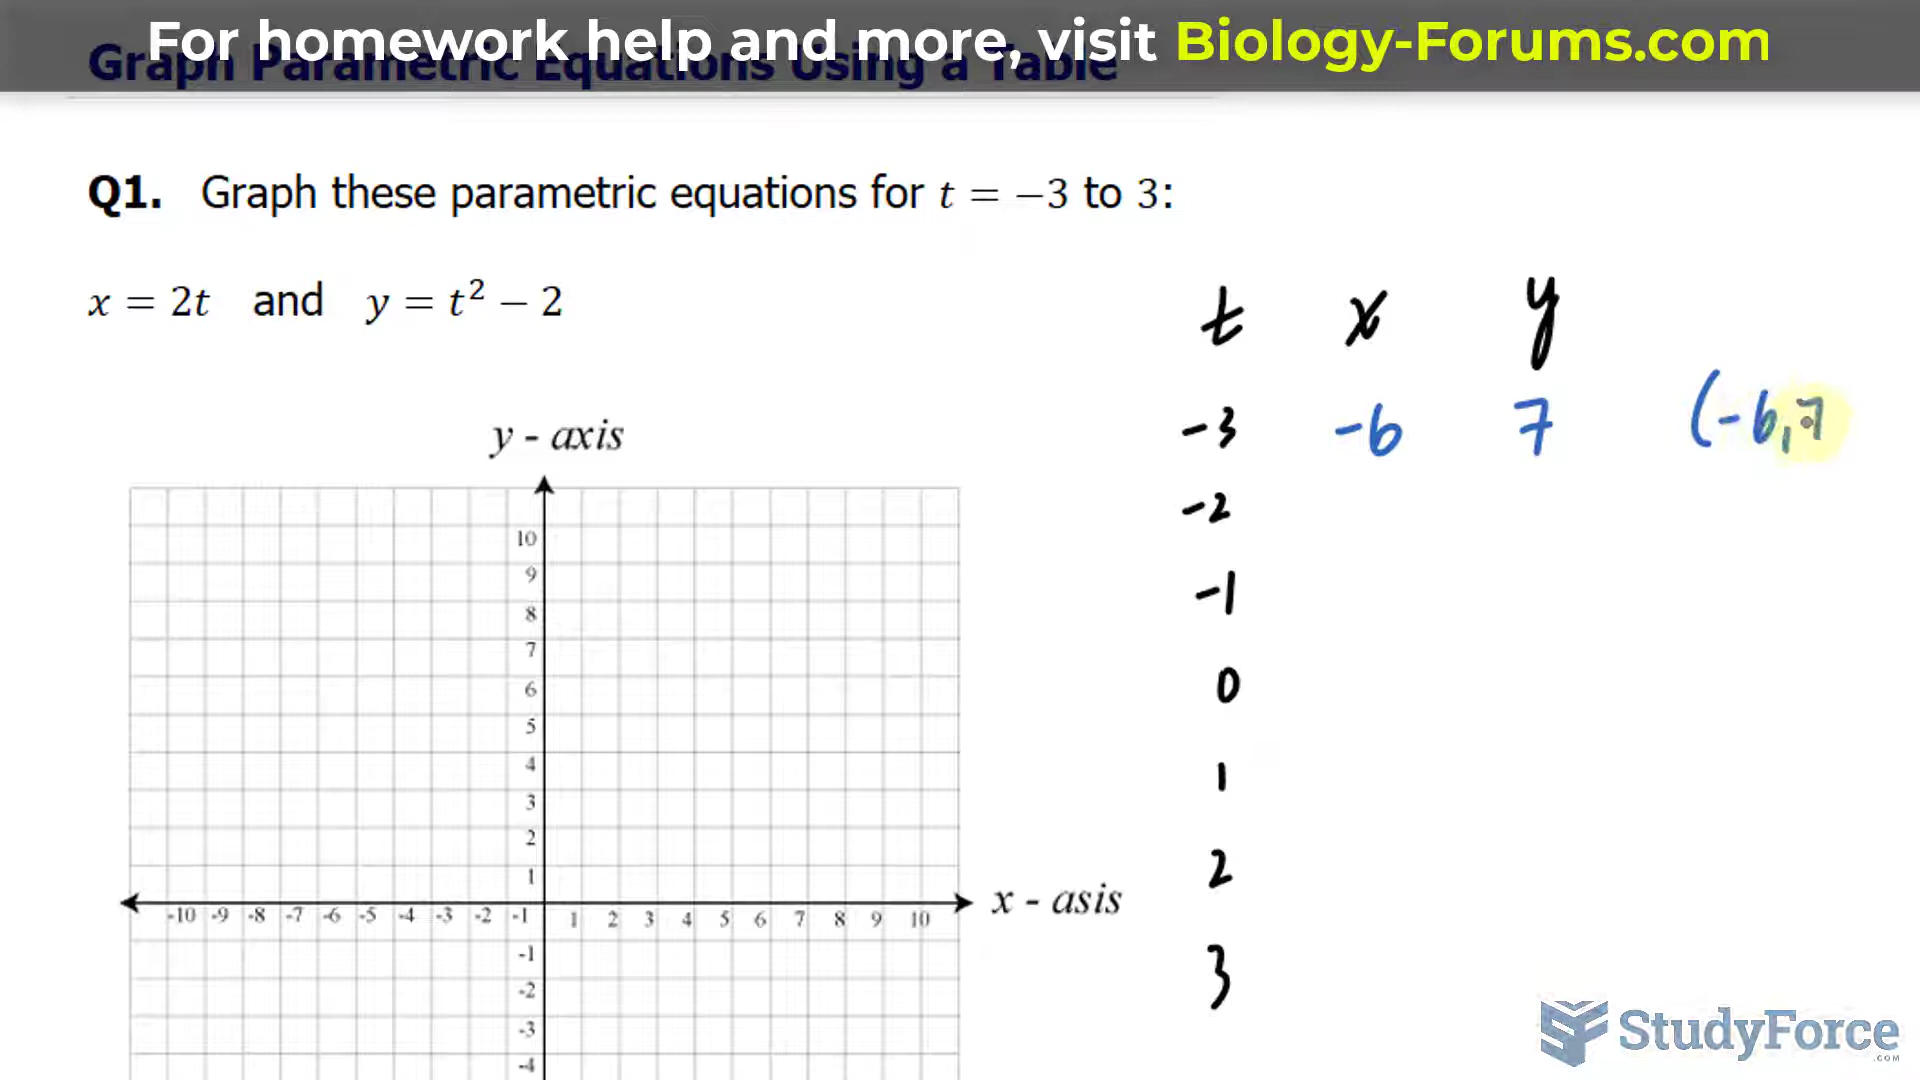 For homework help and more, visit Biology-Forums.com
Graph Parametric Equations Using a Table
Q1. Graph these parametric equations for t = −3 to 3:
x = 2t and y = t² − 2
t x y
-3 -6 7 (-6,7
-2
-1
0
1
2
3
y - axis
10
9
8
7
6
5
4
3
2
1
-10 -9 -8 -7 -6 -5 -4 -3 -2 -1 1 2 3 4 5 6 7 8 9 10
x - asis
-1
-2
-3
-4
StudyForce
.COM